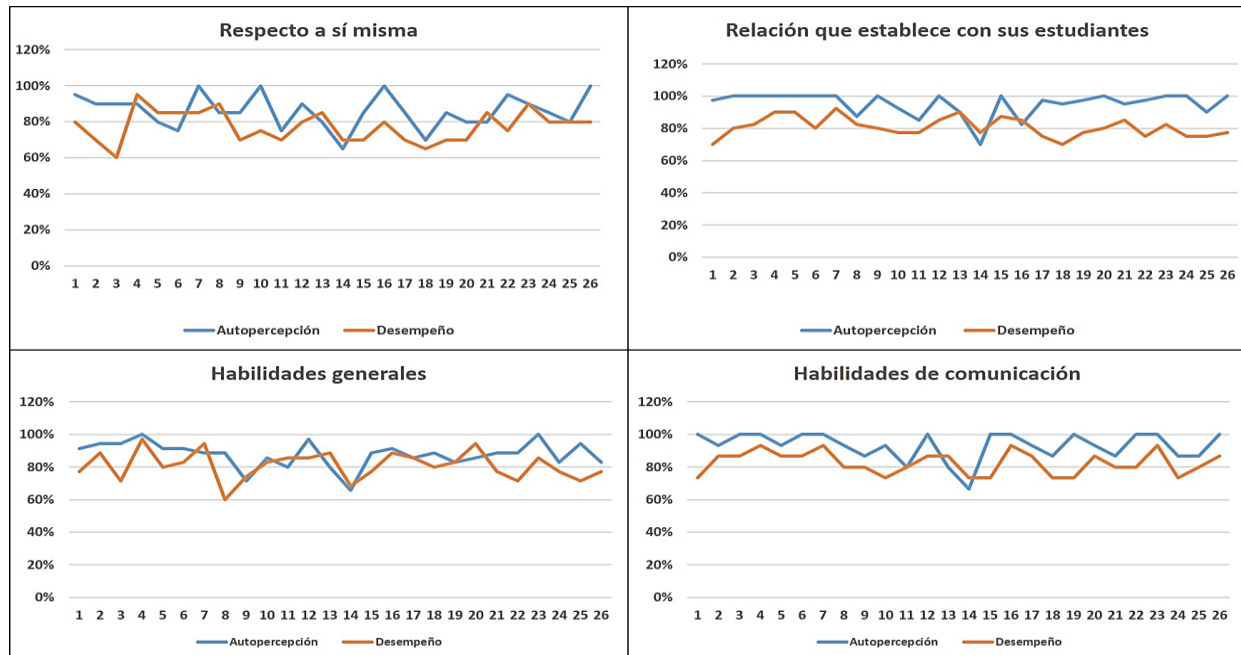 Respecto a sí misma
120%
100%
80%
60%
40%
20%
0%
1 2 3 4 5 6 7 8 9 10 11 12 13 14 15 16 17 18 19 20 21 22 23 24 25 26
Autopercepción Desempeño
Relación que establece con sus estudiantes
120%
100%
80%
60%
40%
20%
0%
1 2 3 4 5 6 7 8 9 10 11 12 13 14 15 16 17 18 19 20 21 22 23 24 25 26
Autopercepción Desempeño
Habilidades generales
120%
100%
80%
60%
40%
20%
0%
1 2 3 4 5 6 7 8 9 10 11 12 13 14 15 16 17 18 19 20 21 22 23 24 25 26
Autopercepción Desempeño
Habilidades de comunicación
120%
100%
80%
60%
40%
20%
0%
1 2 3 4 5 6 7 8 9 10 11 12 13 14 15 16 17 18 19 20 21 22 23 24 25 26
Autopercepción Desempeño